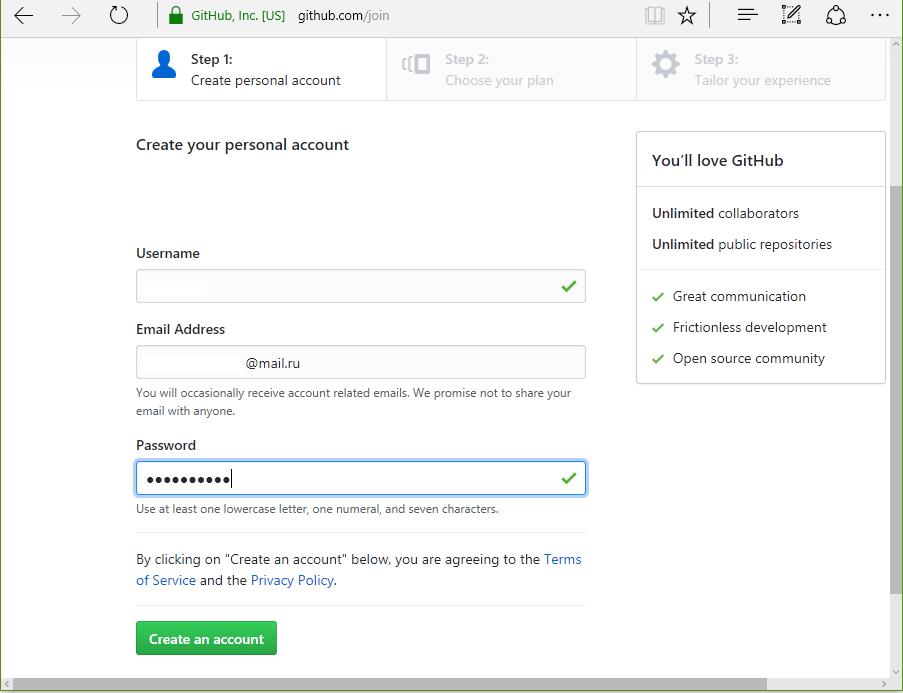 GitHub, Inc. [US] github.com/join
Step 1:
Create personal account
Step 2:
Choose your plan
Step 3:
Tailor your experience
Create your personal account
Username
Email Address
@mail.ru
You will occasionally receive account related emails. We promise not to share your
email with anyone.
Password
Use at least one lowercase letter, one numeral, and seven characters.
By clicking on "Create an account" below, you are agreeing to the Terms
of Service and the Privacy Policy.
Create an account
You'll love GitHub
Unlimited collaborators
Unlimited public repositories
Great communication
Frictionless development
Open source community